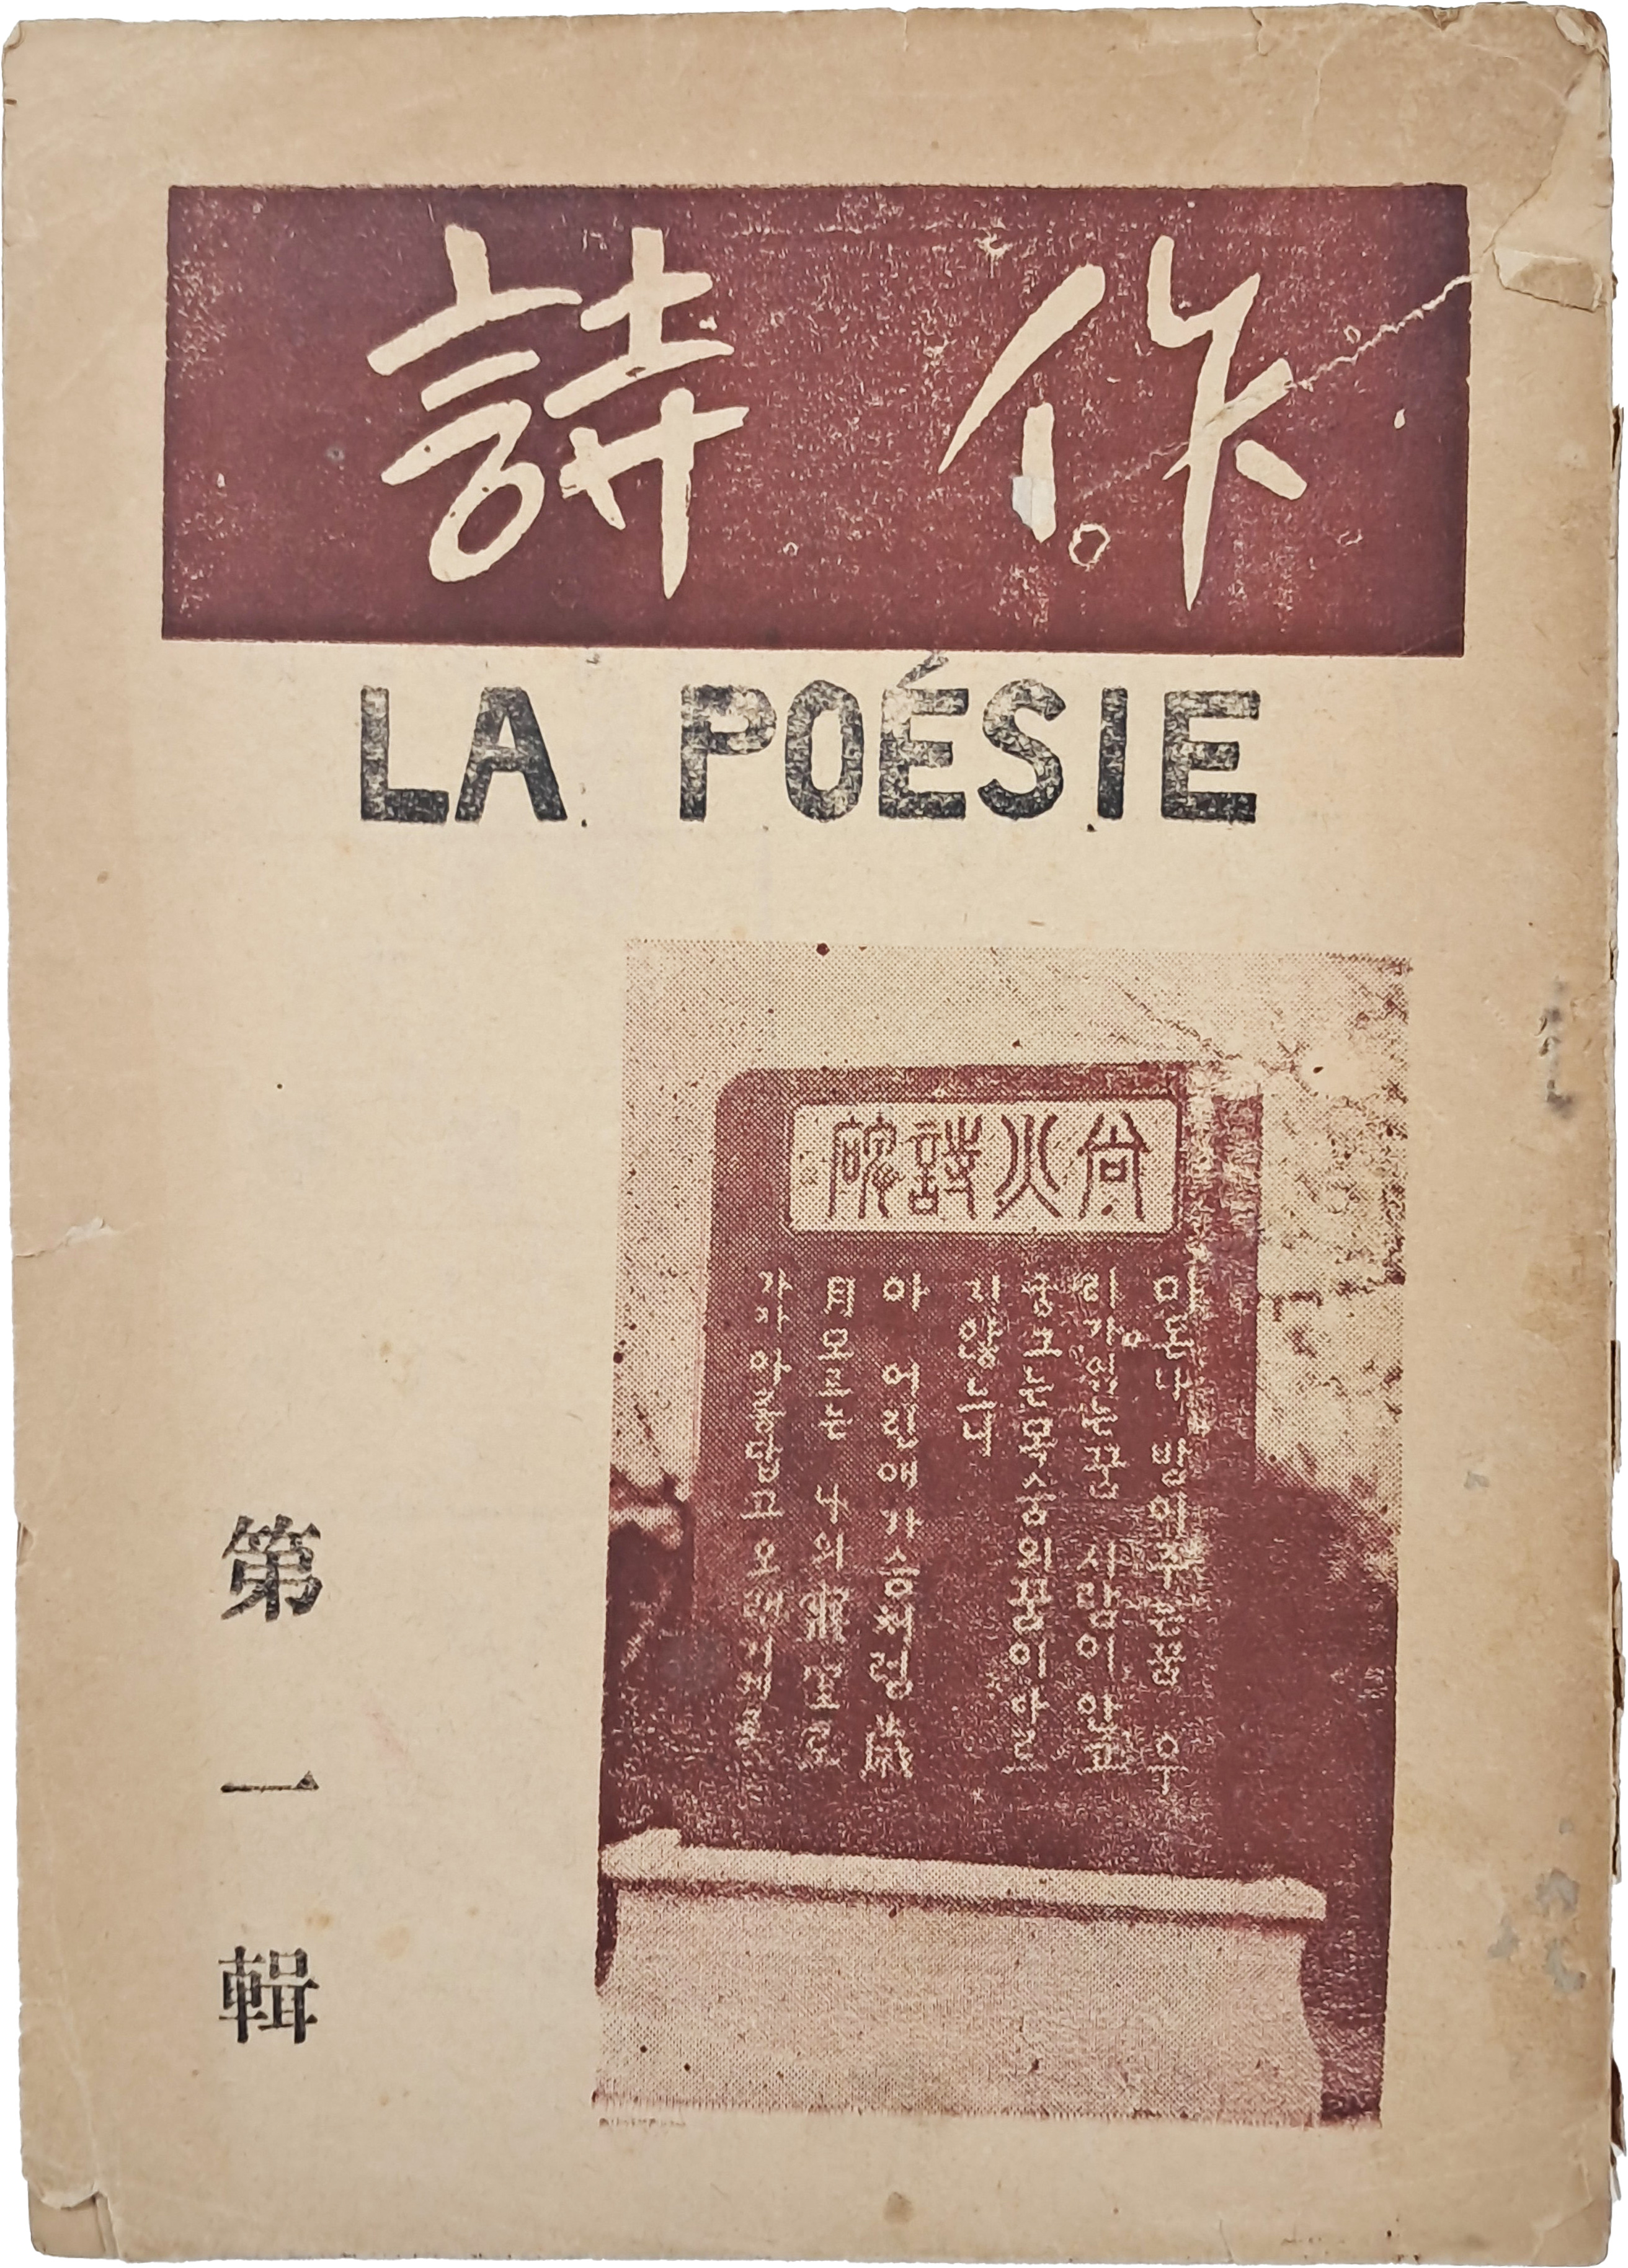 詩作
LA POÉSIE
尙火詩碑
마돈나 밤이주는꿈 우
리가얽는꿈 사람이 안고
궁그는목숨의꿈이다르
지않느니
아 어린애가슴처럼 歲
月모르는 나의寢室로
가자 아름답고오랜거기로
第一輯